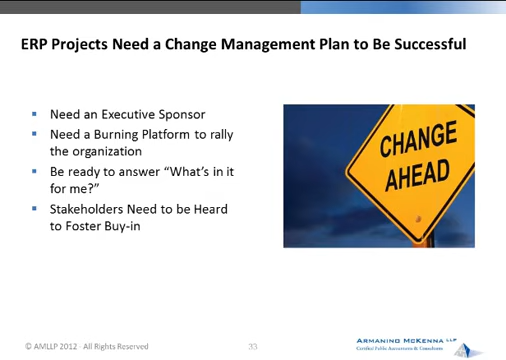 ERP Projects Need a Change Management Plan to Be Successful
Need an Executive Sponsor
Need a Burning Platform to rally
the organization
Be ready to answer “What’s in it
for me?”
Stakeholders Need to be Heard
to Foster Buy-in
CHANGE
AHEAD
© AMLLP 2012 - All Rights Reserved
33
ARMANINO MCKENNA LLP
Certified Public Accountants & Consultants